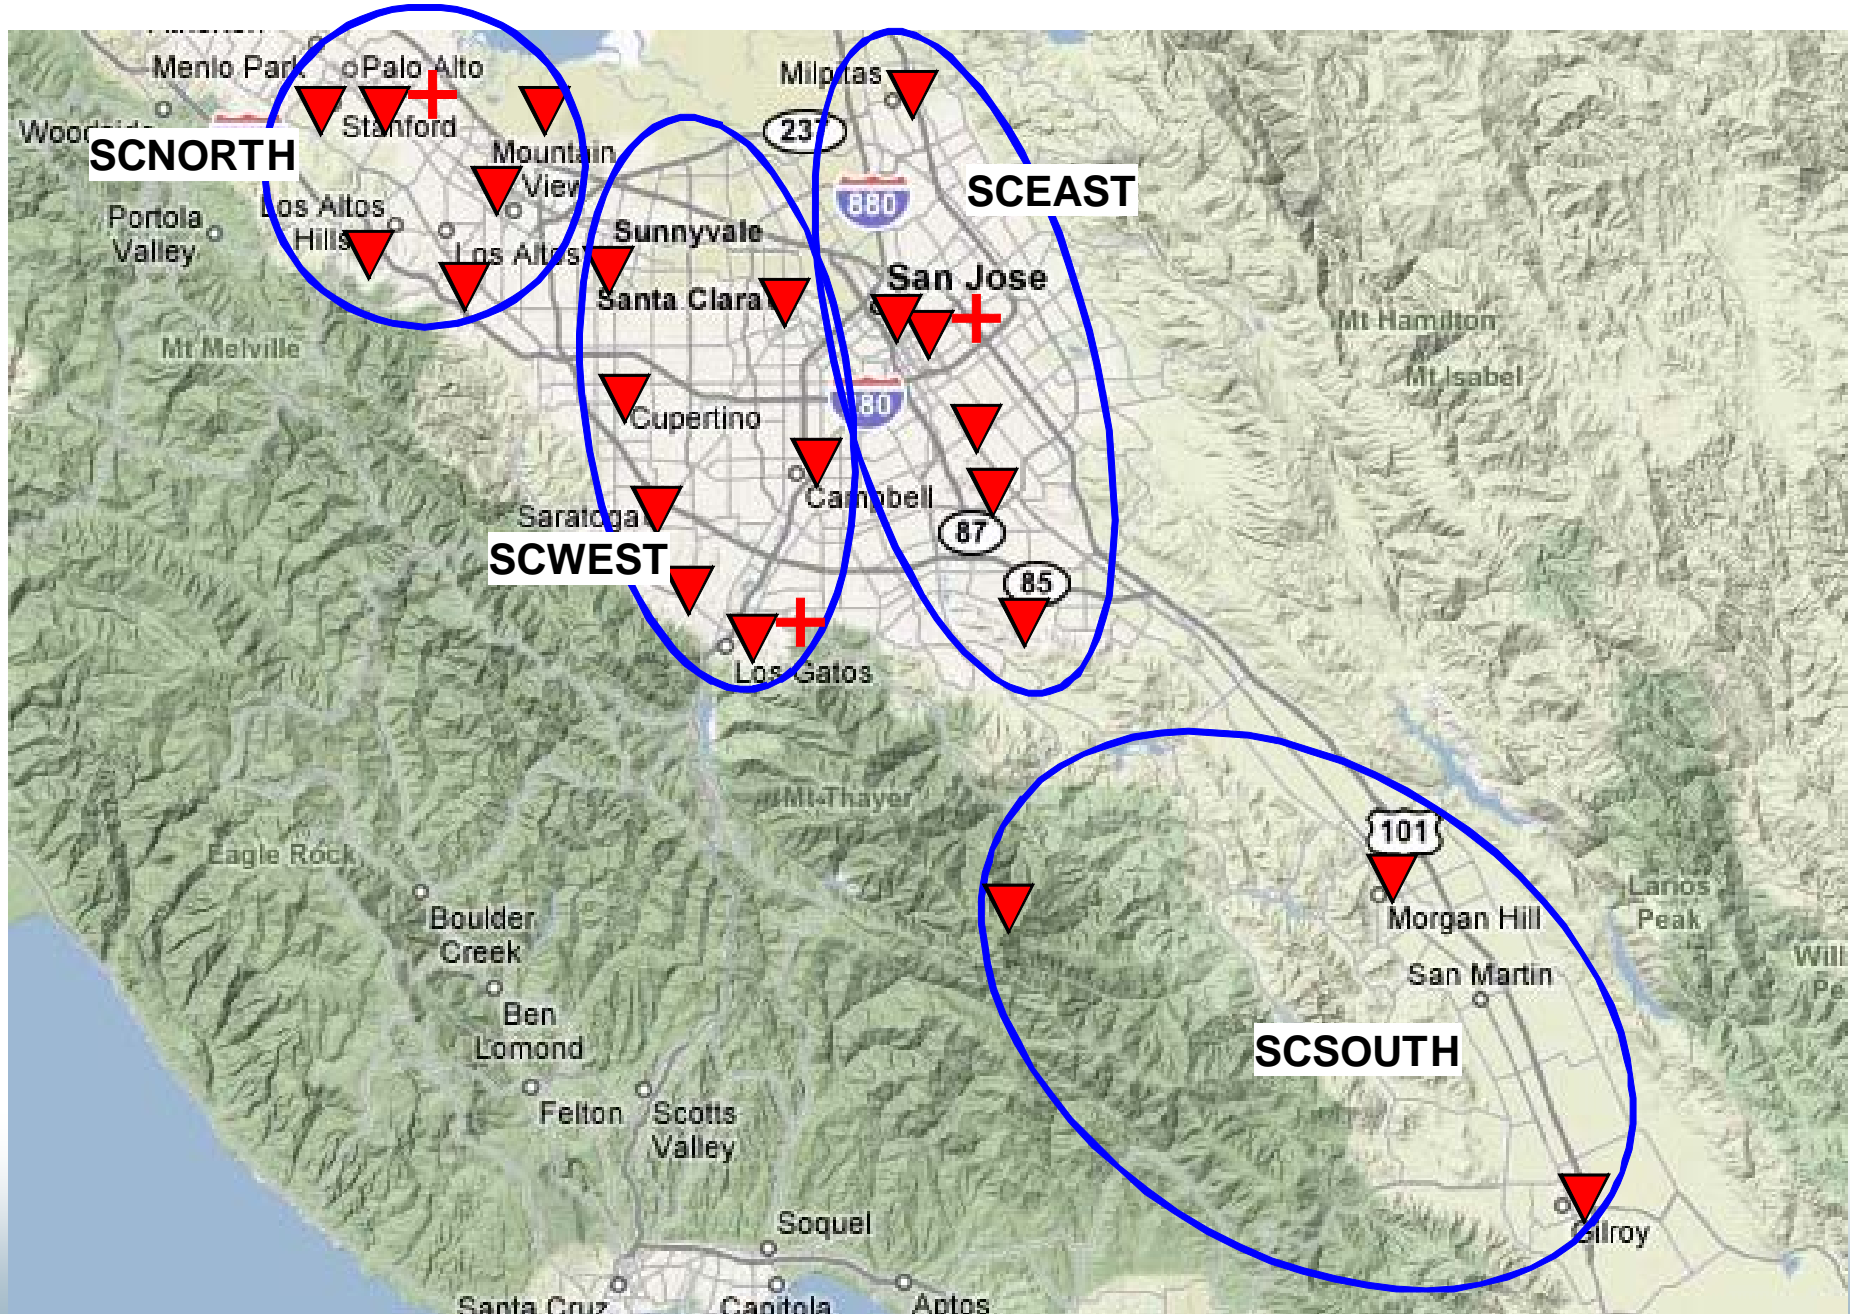 Menlo Park
Palo Alto
Milpitas
Stanford
237
Mountain
View
SCNORTH
SCEAST
880
Portola
Valley
Los Altos
Hills
Los Altos
Sunnyvale
San Jose
Santa Clara
Mt Hamilton
Mt Melville
Mt Isabel
Cupertino
Campbell
Saratoga
87
SCWEST
85
Los Gatos
Mt Thayer
101
Eagle Rock
Larios
Peak
Boulder
Creek
Morgan Hill
Will
Pe
San Martin
Ben
Lomond
SCSOUTH
Felton
Scotts
Valley
Soquel
Gilroy
Santa Cruz
Capitola
Aptos